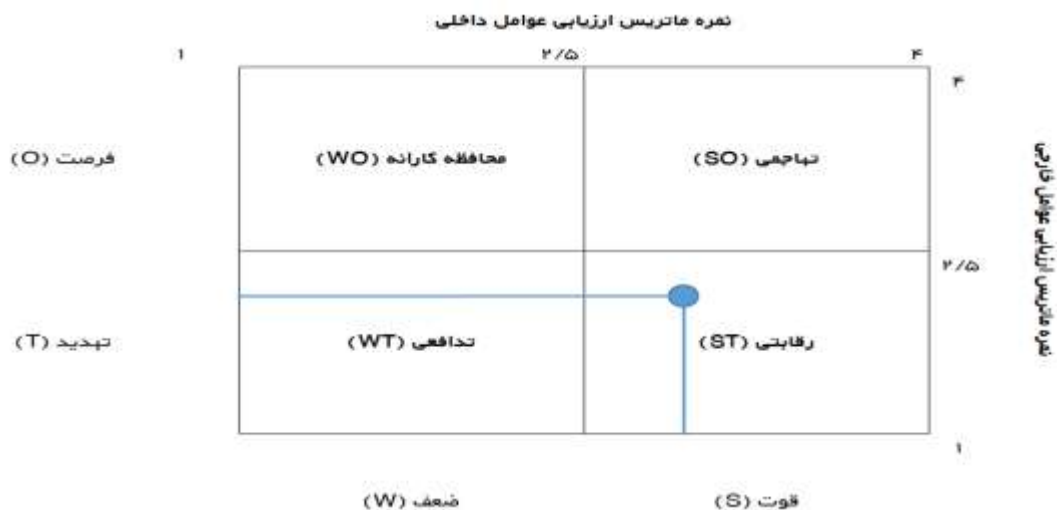 نمره ماتریس ارزیابی عوامل داخلی
۱
۲/۵
۴
۴
فرصت (O)
محافظه کارانه (WO)
تهاجمی (SO)
نمره ماتریس ارزیابی عوامل خارجی
۲/۵
تهدید (T)
تدافعی (WT)
رقابتی (ST)
۱
ضعف (W)
قوت (S)